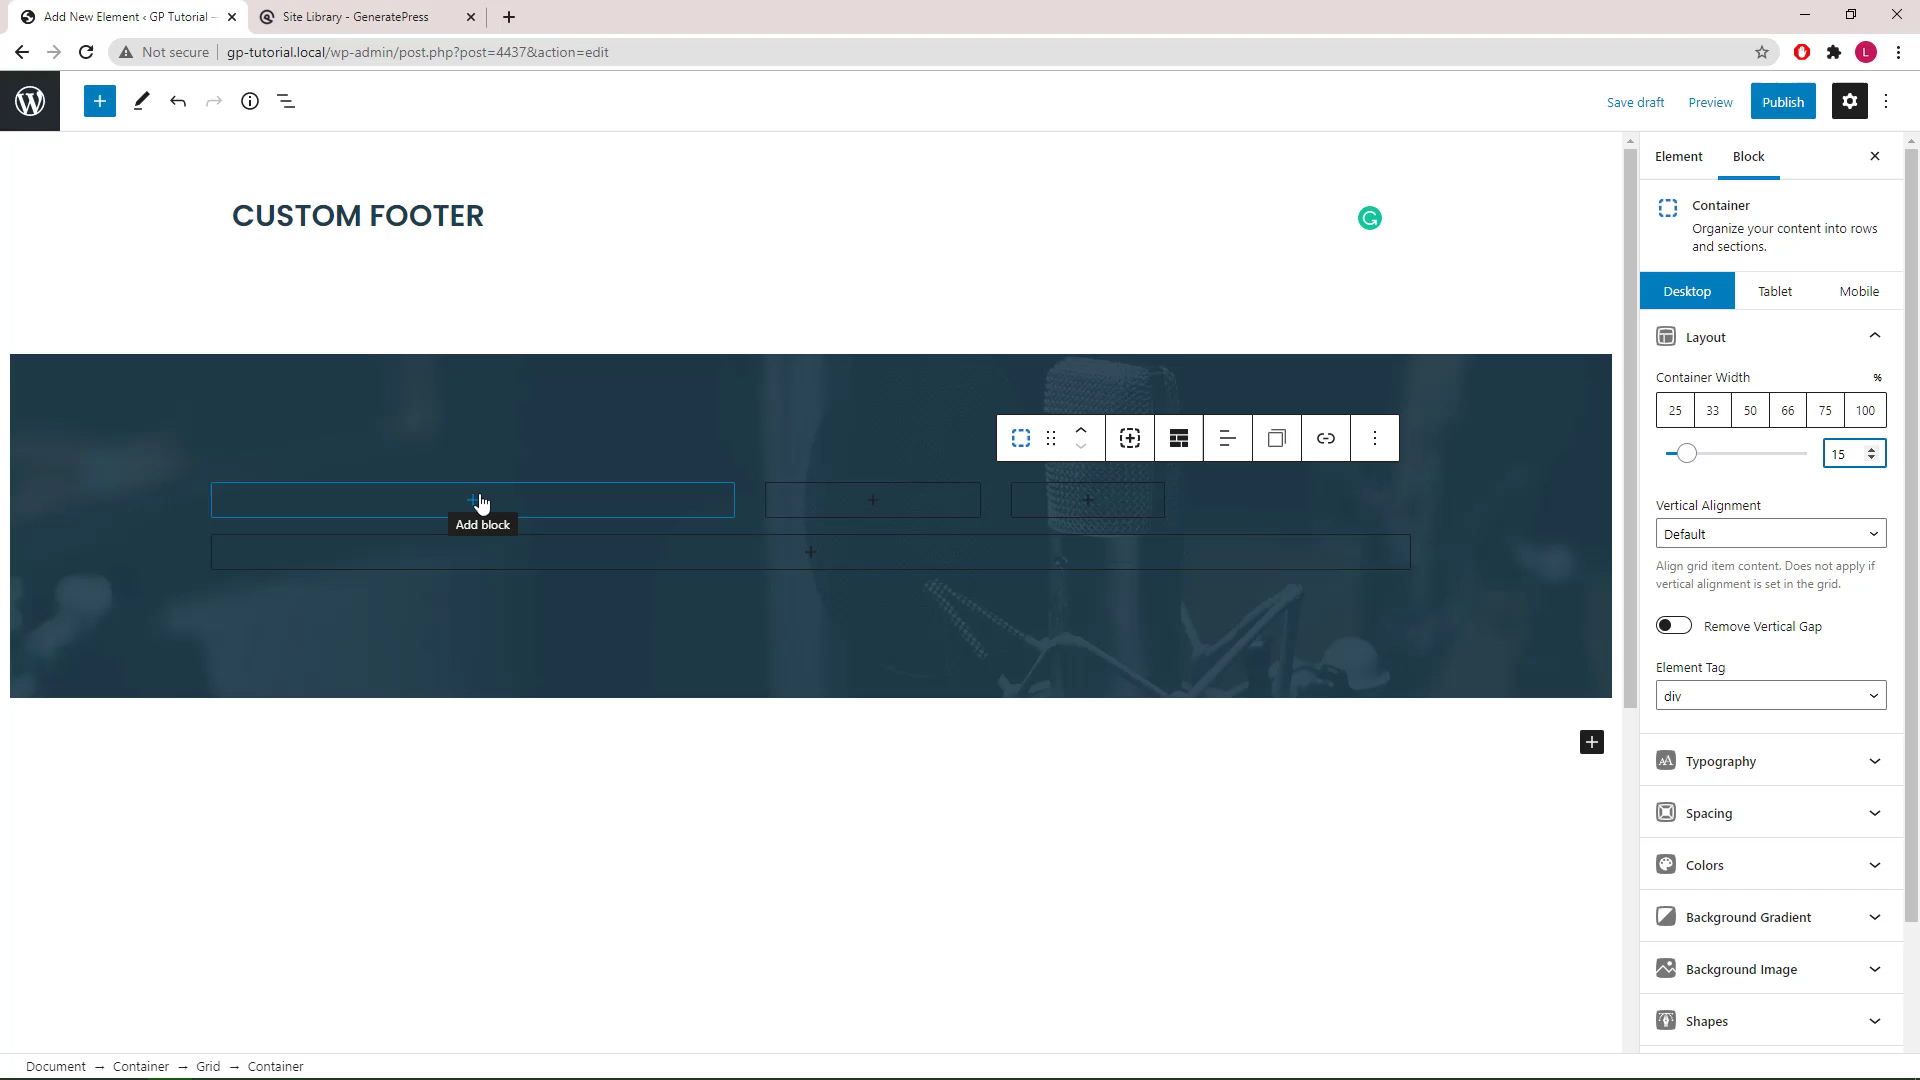 Add New Element ‹ GP Tutorial –
Site Library - GeneratePress
Not secure
gp-tutorial.local/wp-admin/post.php?post=4437&action=edit
L
Save draft
Preview
Publish
Element
Block
CUSTOM FOOTER
Container
Organize your content into rows
and sections.
Desktop
Tablet
Mobile
Layout
Container Width
%
25
33
50
66
75
100
15
Add block
Vertical Alignment
Default
Align grid item content. Does not apply if
vertical alignment is set in the grid.
Remove Vertical Gap
Element Tag
div
Typography
Spacing
Colors
Background Gradient
Background Image
Shapes
Document → Container → Grid → Container